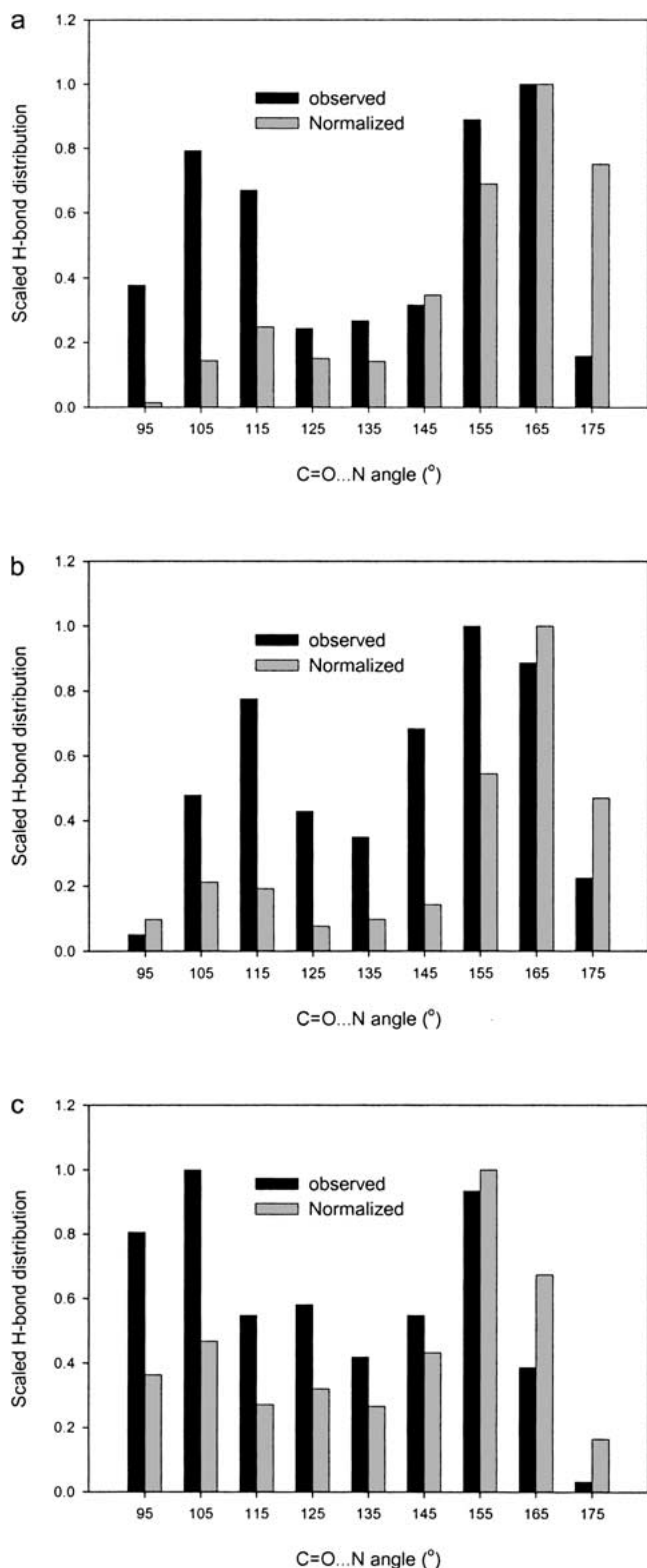 a
1.2
1.0
0.8
0.6
0.4
0.2
0.0
Scaled H-bond distribution
observed
Normalized
95 105 115 125 135 145 155 165 175
C=O...N angle (°)
b
1.2
1.0
0.8
0.6
0.4
0.2
0.0
Scaled H-bond distribution
observed
Normalized
95 105 115 125 135 145 155 165 175
C=O...N angle (°)
c
1.2
1.0
0.8
0.6
0.4
0.2
0.0
Scaled H-bond distribution
observed
Normalized
95 105 115 125 135 145 155 165 175
C=O...N angle (°)